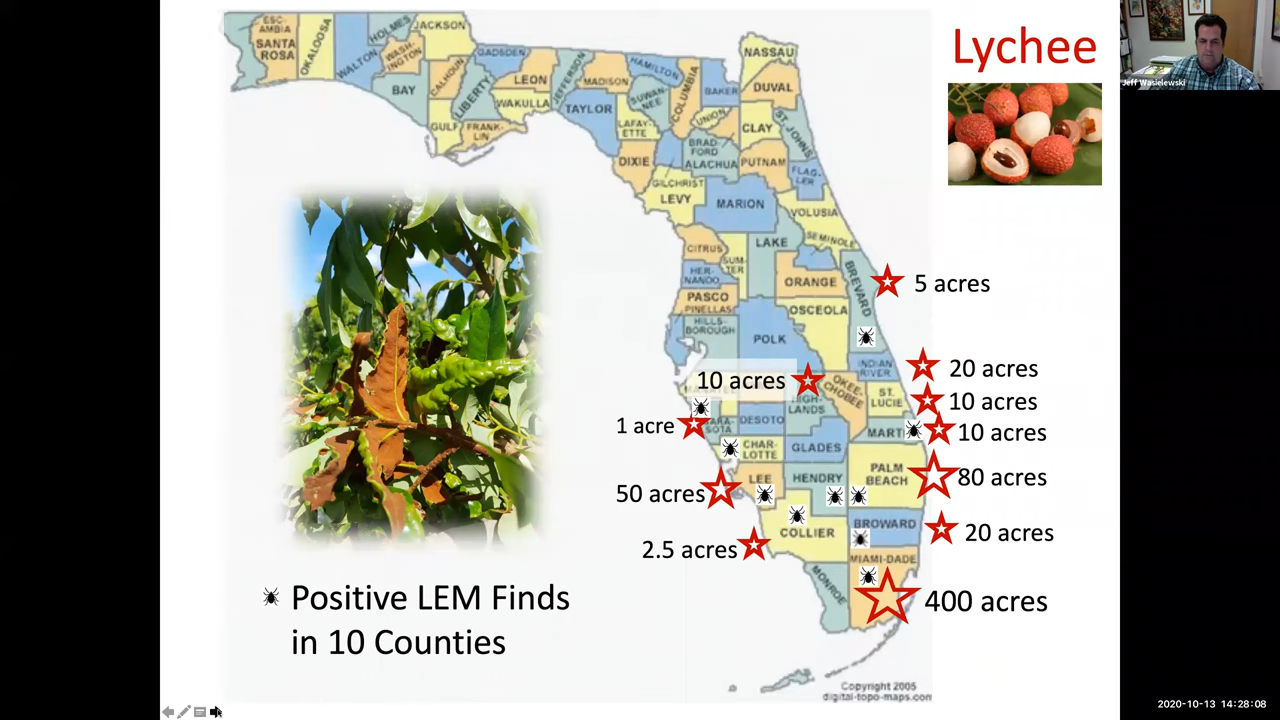 Lychee
Jeff Wasielewski
ESC-
AMBIA
SANTA
ROSA
OKALOOSA
WALTON
HOLMES
JACKSON
WASH-
INGTON
BAY
CALHOUN
GULF
LIBERTY
GADSDEN
FRANK-
LIN
LEON
WAKULLA
JEFFERSON
MADISON
TAYLOR
HAMILTON
SUWAN-
NEE
LAFAY-
ETTE
DIXIE
COLUMBIA
BAKER
NASSAU
DUVAL
UNION
BRAD-
FORD
CLAY
ST. JOHNS
ALACHUA
PUTNAM
GILCHRIST
LEVY
FLAG-
LER
MARION
VOLUSIA
CITRUS
SUM-
TER
LAKE
SEMINOLE
HER-
NANDO
ORANGE
BREVARD
PASCO
PINELLAS
OSCEOLA
HILLS-
BOROUGH
POLK
INDIAN
RIVER
OKEE-
CHOBEE
ST.
LUCIE
HIGH-
LANDS
DESOTO
MARTI
CHAR-
LOTTE
GLADES
LEE
HENDRY
PALM
BEACH
COLLIER
BROWARD
MIAMI-DADE
MONROE
5 acres
20 acres
10 acres
10 acres
1 acre
10 acres
80 acres
50 acres
20 acres
2.5 acres
400 acres
Positive LEM Finds
in 10 Counties
Copyright 2005
digital-topo-maps.com
2020-10-13 14:28:08